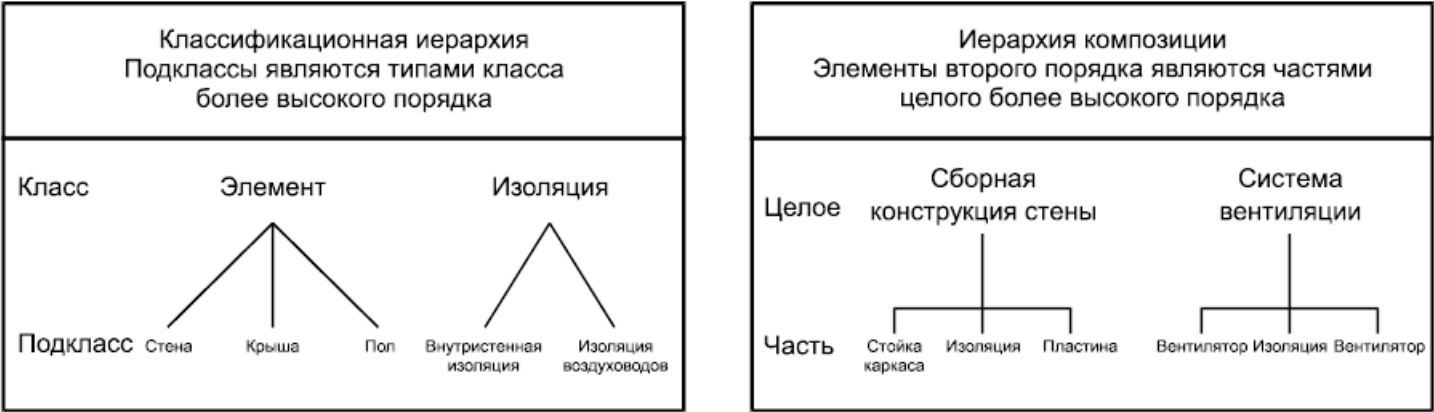 Классификационная иерархия
Подклассы являются типами класса
более высокого порядка
Класс
Элемент
Изоляция
Подкласс
Стена
Крыша
Пол
Внутристенная
изоляция
Изоляция
воздуховодов
Иерархия композиции
Элементы второго порядка являются частями
целого более высокого порядка
Целое
Сборная
конструкция стены
Система
вентиляции
Часть
Стойка
каркаса
Изоляция
Пластина
Вентилятор
Изоляция
Вентилятор